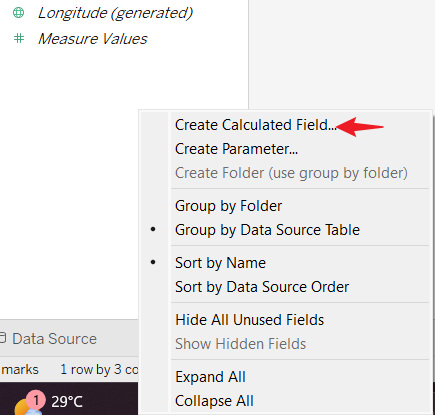 Longitude (generated)
Measure Values
Create Calculated Field...
Create Parameter...
Create Folder (use group by folder)
Group by Folder
Group by Data Source Table
Sort by Name
Sort by Data Source Order
Hide All Unused Fields
Show Hidden Fields
Expand All
Collapse All
Data Source
marks 1 row by 3 co
1 29°C